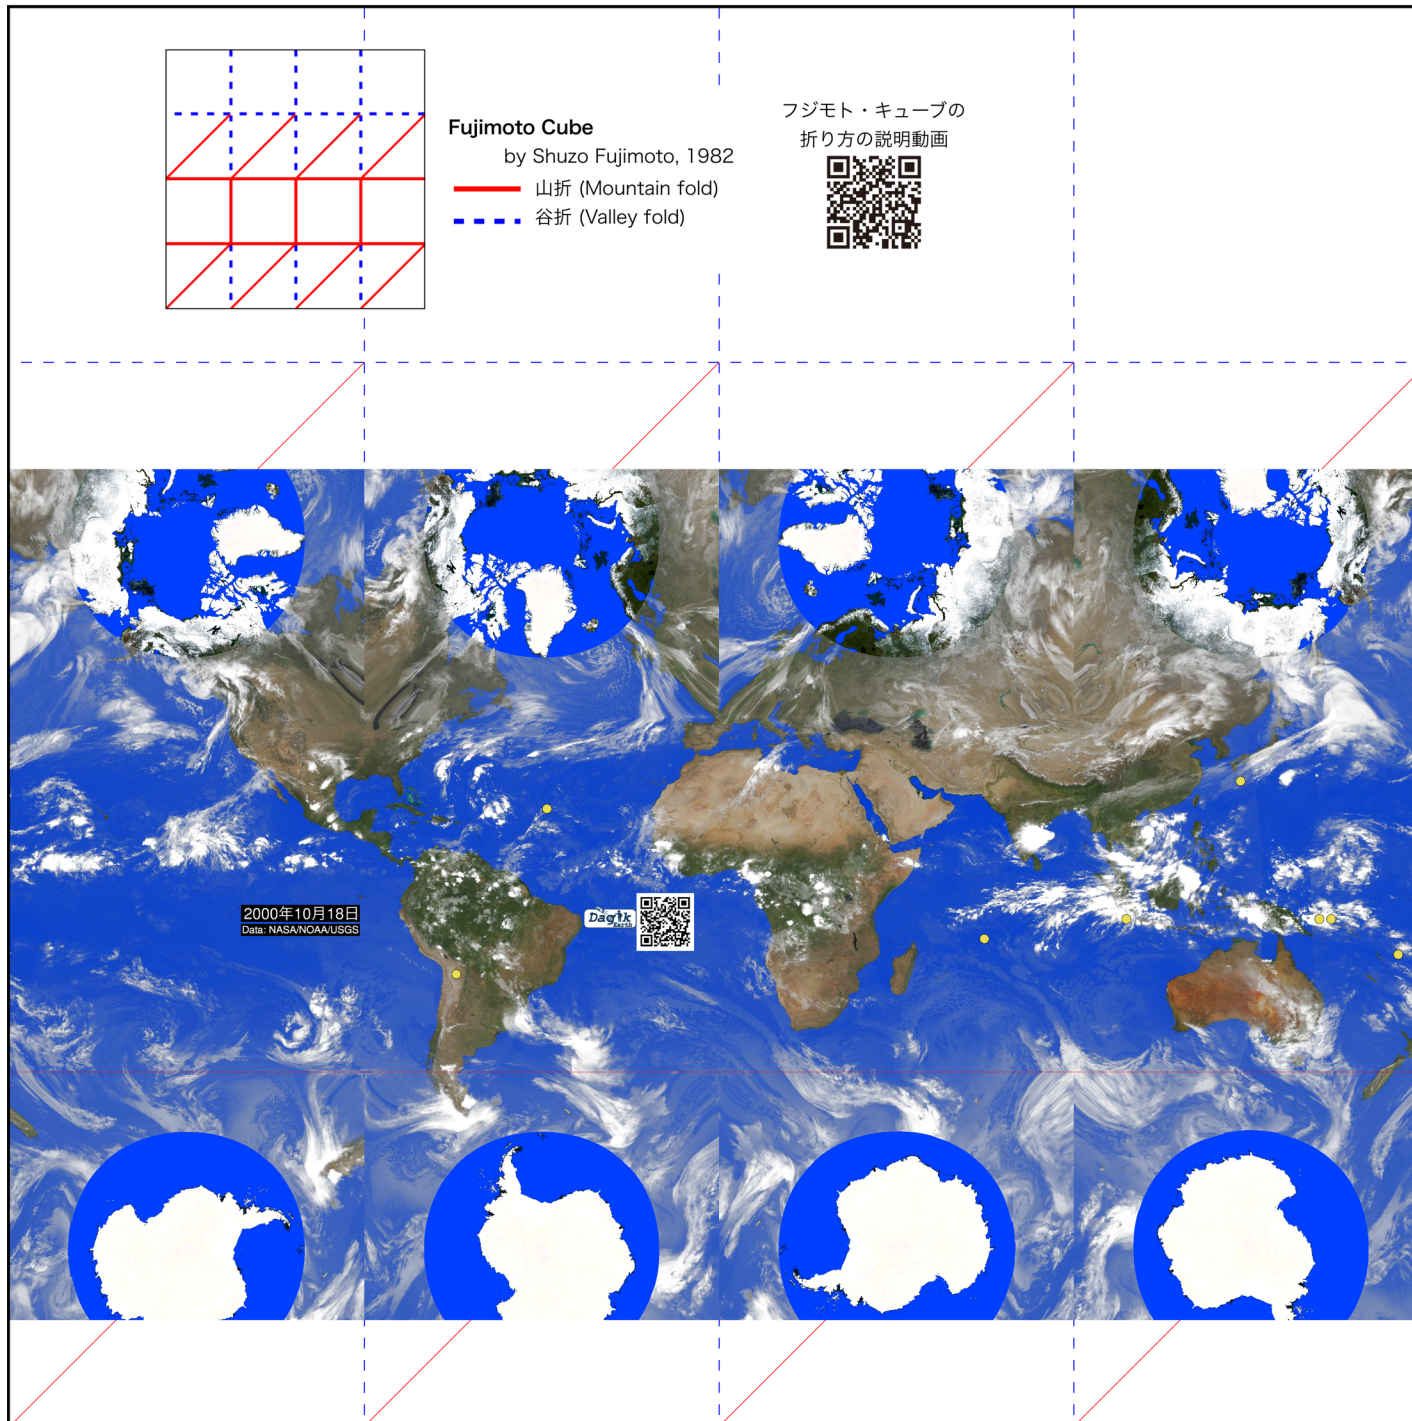 Fujimoto Cube
by Shuzo Fujimoto, 1982
山折 (Mountain fold)
谷折 (Valley fold)
フジモト・キューブの
折り方の説明動画
2000年10月18日
Data: NASA/NOAA/USGS
Dagik
Earth